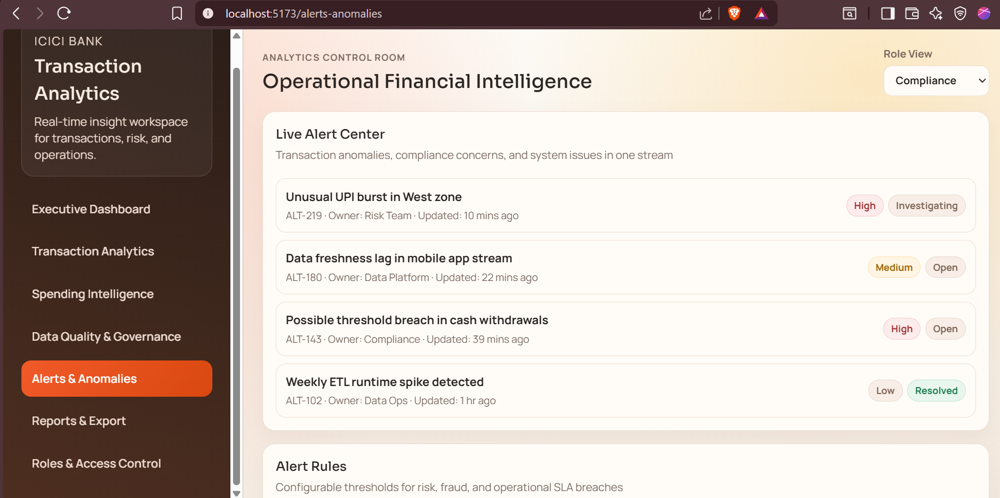 localhost:5173/alerts-anomalies
ICICI BANK
Transaction
Analytics
Real-time insight workspace
for transactions, risk, and
operations.
Executive Dashboard
Transaction Analytics
Spending Intelligence
Data Quality & Governance
Alerts & Anomalies
Reports & Export
Roles & Access Control
ANALYTICS CONTROL ROOM
Operational Financial Intelligence
Role View
Compliance
Live Alert Center
Transaction anomalies, compliance concerns, and system issues in one stream
Unusual UPI burst in West zone
ALT-219 · Owner: Risk Team · Updated: 10 mins ago
High
Investigating
Data freshness lag in mobile app stream
ALT-180 · Owner: Data Platform · Updated: 22 mins ago
Medium
Open
Possible threshold breach in cash withdrawals
ALT-143 · Owner: Compliance · Updated: 39 mins ago
High
Open
Weekly ETL runtime spike detected
ALT-102 · Owner: Data Ops · Updated: 1 hr ago
Low
Resolved
Alert Rules
Configurable thresholds for risk, fraud, and operational SLA breaches